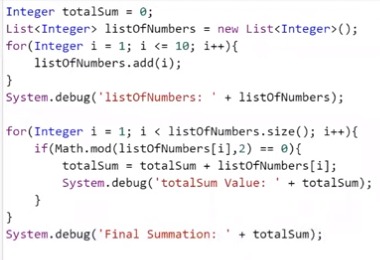 Integer totalSum = 0;
List<Integer> listOfNumbers = new List<Integer>();
for(Integer i = 1; i <= 10; i++){
    listOfNumbers.add(i);
}
System.debug('listOfNumbers: ' + listOfNumbers);

for(Integer i = 1; i < listOfNumbers.size(); i++){
    if(Math.mod(listOfNumbers[i],2) == 0){
        totalSum = totalSum + listOfNumbers[i];
        System.debug('totalSum Value: ' + totalSum);
    }
}
System.debug('Final Summation: ' + totalSum);